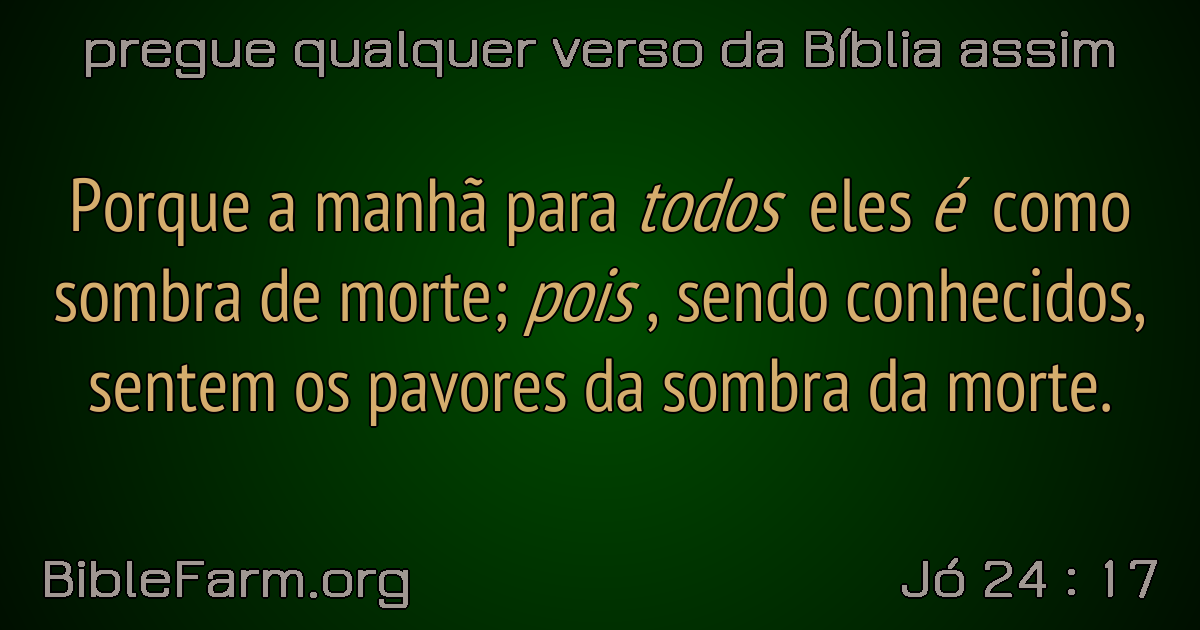 pregue qualquer verso da Bíblia assim
Porque a manhã para todos eles é como
sombra de morte; pois, sendo conhecidos,
sentem os pavores da sombra da morte.
BibleFarm.org
Jó 24 : 17